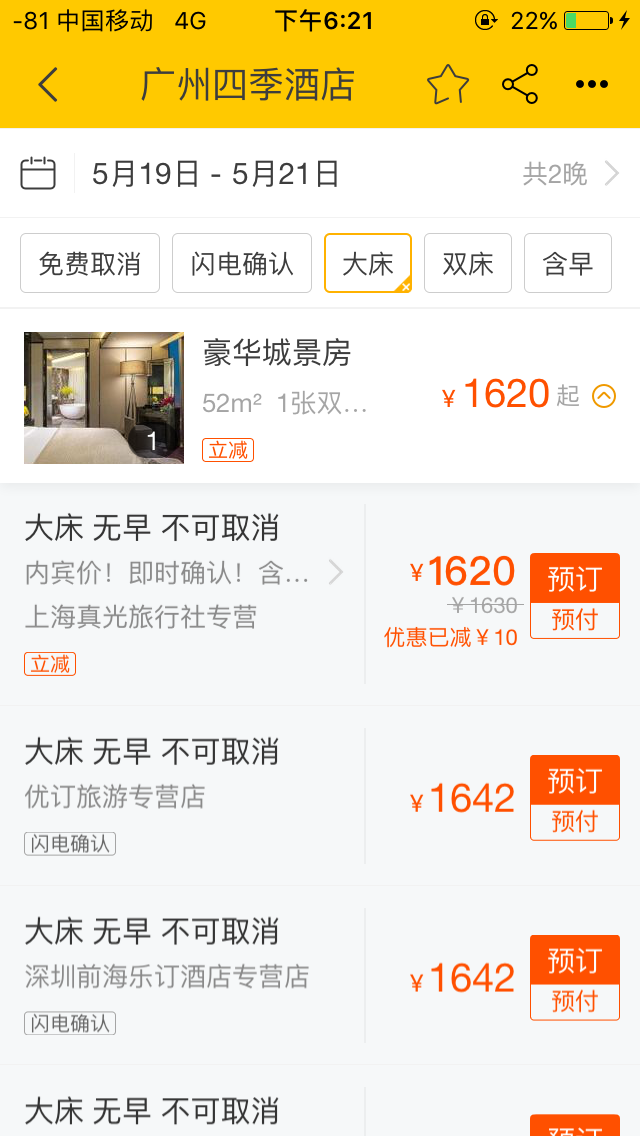 -81 中国移动 4G 下午6:21 22%
广州四季酒店
5月19日 - 5月21日 共2晚
免费取消 闪电确认 大床 双床 含早
豪华城景房
52m² 1张双...
¥1620起
立减
1
大床 无早 不可取消
内宾价！即时确认！含...
上海真光旅行社专营
立减
¥1620
¥1630
优惠已减¥10
预订
预付
大床 无早 不可取消
优订旅游专营店
闪电确认
¥1642
预订
预付
大床 无早 不可取消
深圳前海乐订酒店专营店
闪电确认
¥1642
预订
预付
大床 无早 不可取消
预订